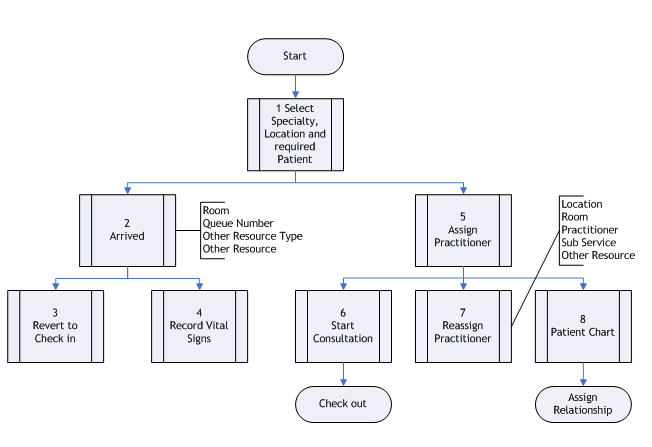 Start
1 Select
Specialty,
Location and
required
Patient
2
Arrived
Room
Queue Number
Other Resource Type
Other Resource
5
Assign
Practitioner
Location
Room
Practitioner
Sub Service
Other Resource
3
Revert to
Check in
4
Record Vital
Signs
6
Start
Consultation
7
Reassign
Practitioner
8
Patient Chart
Check out
Assign
Relationship